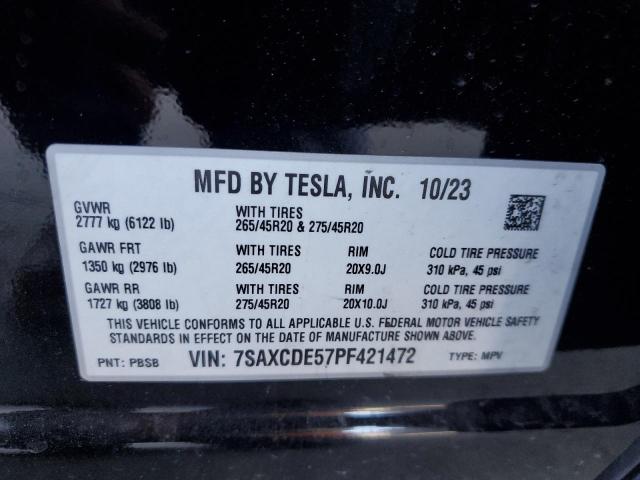 MFD BY TESLA, INC. 10/23
GVWR
2777 kg (6122 lb)
WITH TIRES
265/45R20 & 275/45R20
GAWR FRT WITH TIRES RIM COLD TIRE PRESSURE
1350 kg (2976 lb) 265/45R20 20X9.0J 310 kPa, 45 psi
GAWR RR WITH TIRES RIM COLD TIRE PRESSURE
1727 kg (3808 lb) 275/45R20 20X10.0J 310 kPa, 45 psi
THIS VEHICLE CONFORMS TO ALL APPLICABLE U.S. FEDERAL MOTOR VEHICLE SAFETY
STANDARDS IN EFFECT ON THE DATE OF MANUFACTURE SHOWN ABOVE.
PNT: PBSB VIN: 7SAXCDE57PF421472 TYPE: MPV